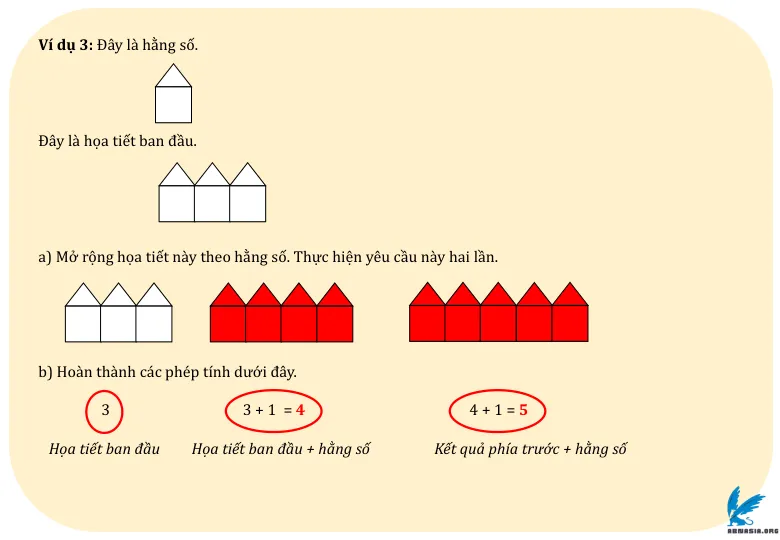 Ví dụ 3: Đây là hằng số.
Đây là họa tiết ban đầu.
a) Mở rộng họa tiết này theo hằng số. Thực hiện yêu cầu này hai lần.
b) Hoàn thành các phép tính dưới đây.
3 3 + 1 = 4 4 + 1 = 5
Họa tiết ban đầu Họa tiết ban đầu + hằng số Kết quả phía trước + hằng số
ABMASIA.ORG